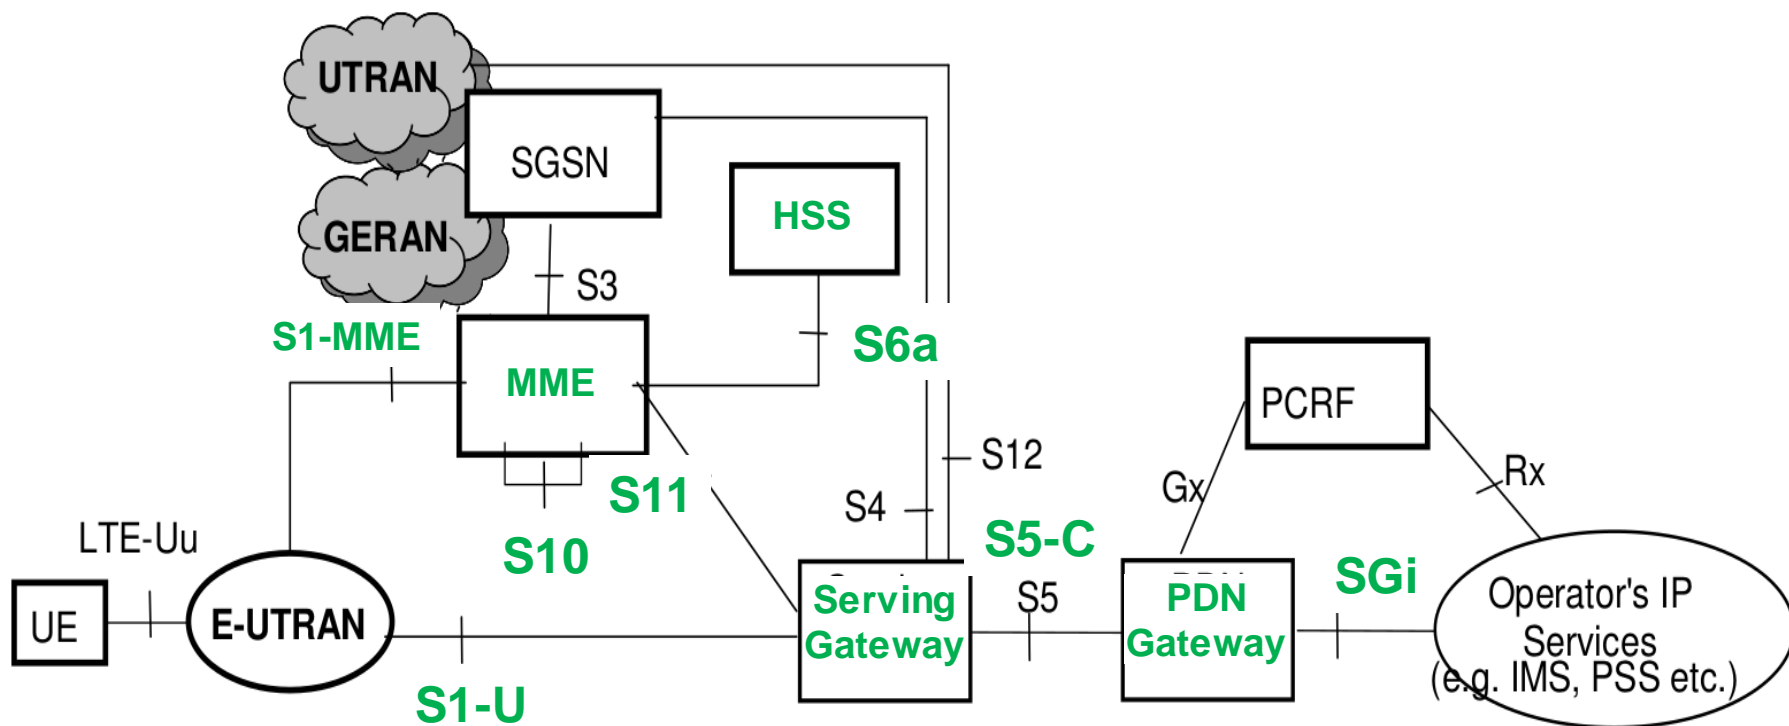 UTRAN
SGSN
HSS
GERAN
S3
S1-MME
S6a
MME
PCRF
S12
Rx
Gx
S11
S4
LTE-Uu
S10
S5-C
SGi
Serving
Gateway
S5
PDN
Gateway
Operator's IP
Services
(e.g. IMS, PSS etc.)
UE
E-UTRAN
S1-U